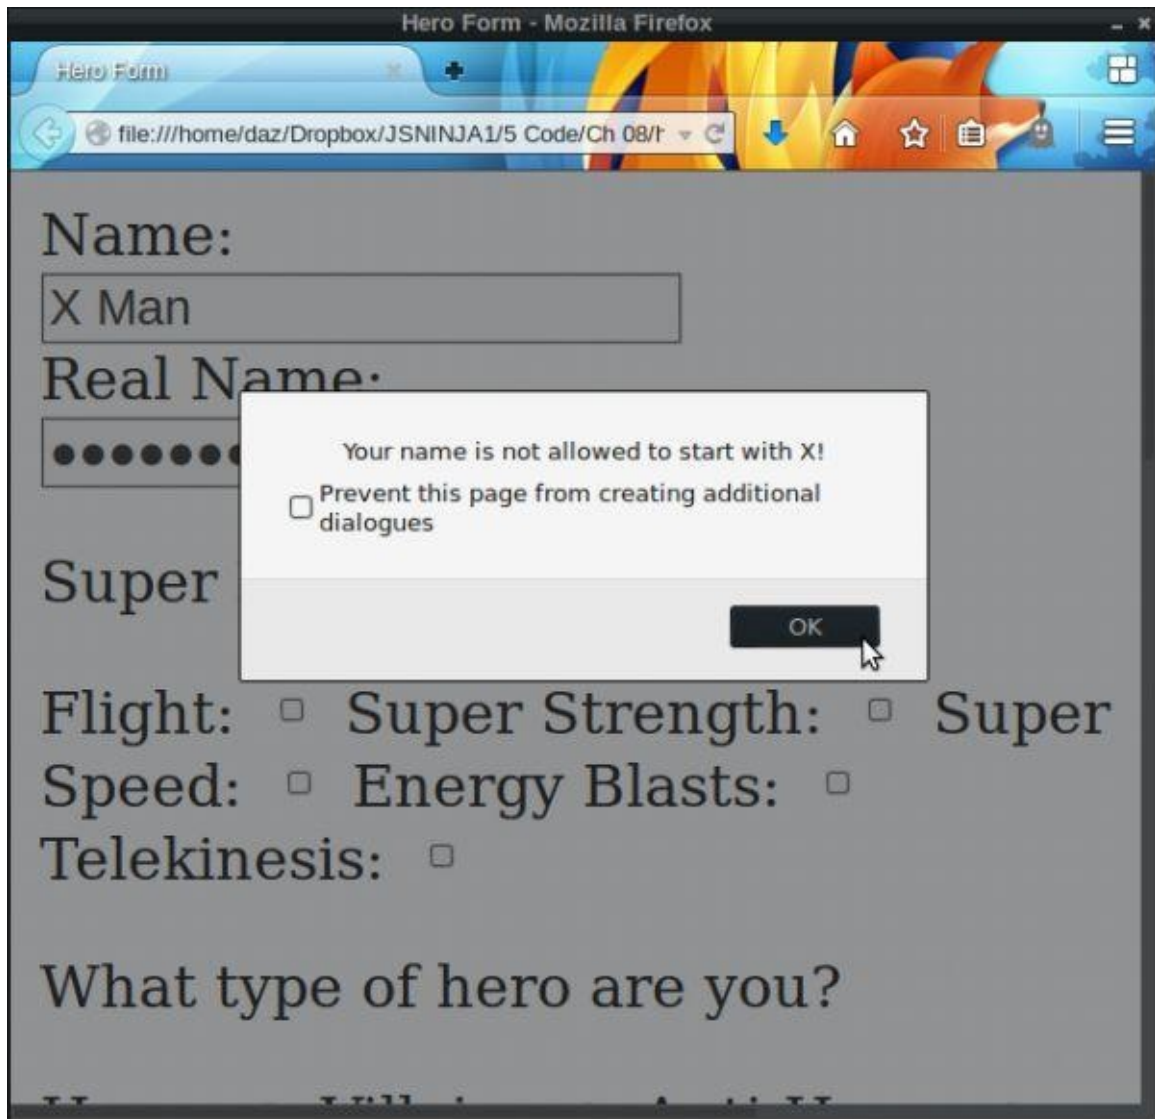 Hero Form - Mozilla Firefox
Hero Form
file:///home/daz/Dropbox/JSNINJA1/5 Code/Ch 08/h
Name:
X Man
Real Name:
Your name is not allowed to start with X!
Prevent this page from creating additional
dialogues
OK
Super
Flight: Super Strength: Super
Speed: Energy Blasts:
Telekinesis:
What type of hero are you?